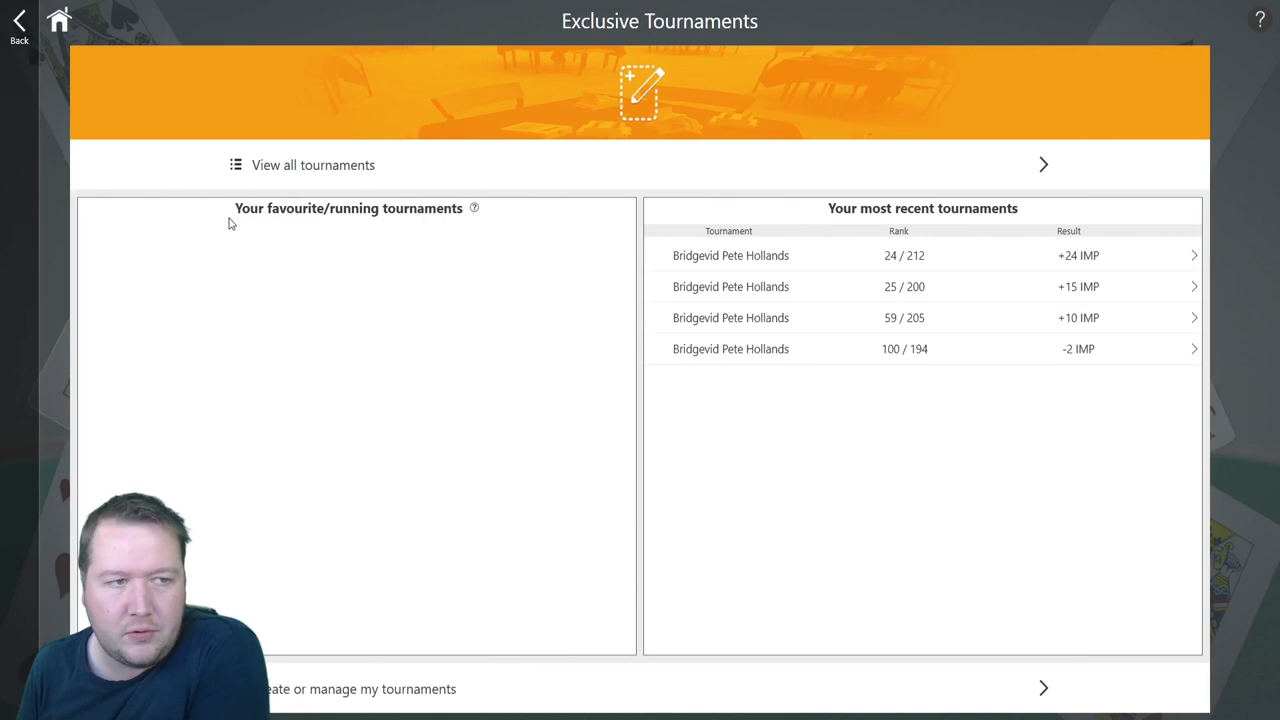 Exclusive Tournaments
?
Back
View all tournaments
Your favourite/running tournaments ?
Your most recent tournaments
Tournament Rank Result
Bridgevid Pete Hollands 24 / 212 +24 IMP
Bridgevid Pete Hollands 25 / 200 +15 IMP
Bridgevid Pete Hollands 59 / 205 +10 IMP
Bridgevid Pete Hollands 100 / 194 -2 IMP
eate or manage my tournaments